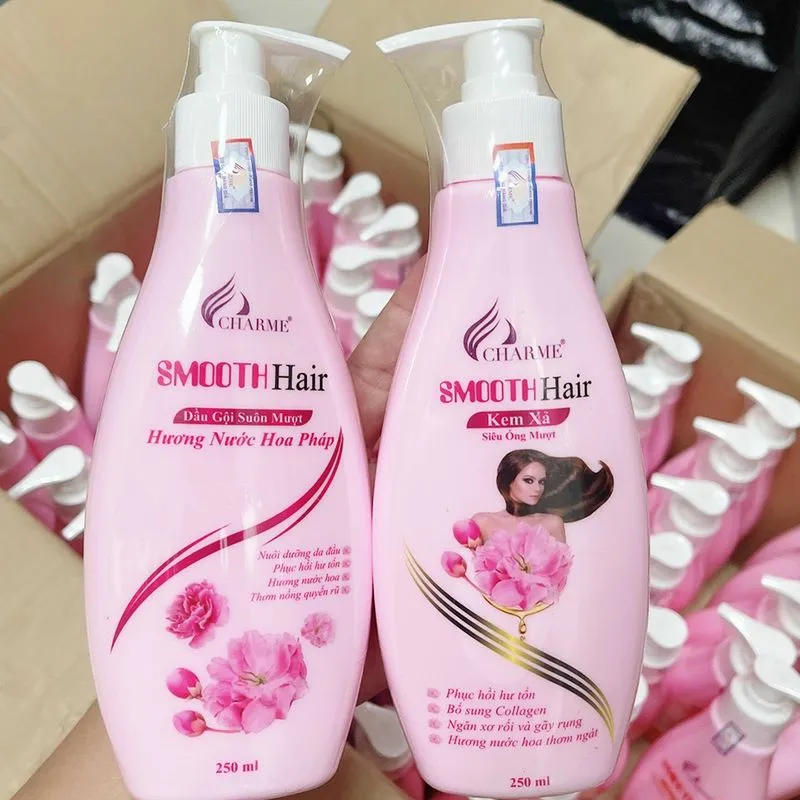 CHARME®
SMOOTH Hair
Dầu Gội Suôn Mượt
Hương Nước Hoa Pháp
Nuôi dưỡng da đầu
Phục hồi hư tổn
Hương nước hoa
Thơm nồng quyến rũ
250 ml
CHARME®
SMOOTH Hair
Kem Xả
Siêu Óng Mượt
Phục hồi hư tổn
Bổ sung Collagen
Ngăn xơ rối và gãy rụng
Hương nước hoa thơm ngát
250 ml